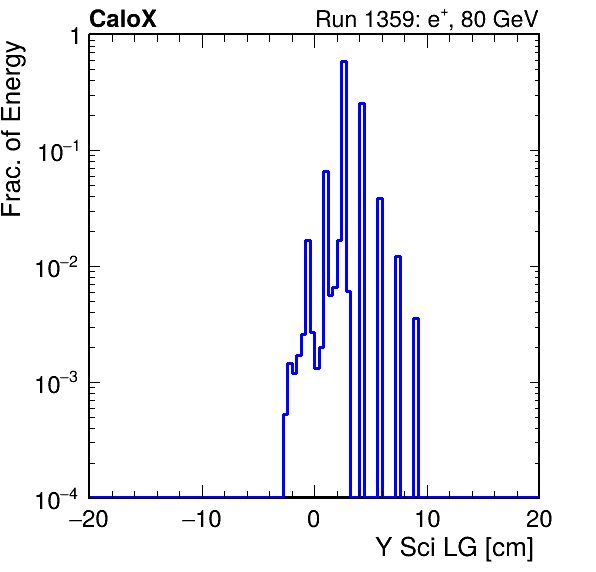 CaloX Run 1359: e⁺, 80 GeV
Frac. of Energy
1
10⁻¹
10⁻²
10⁻³
10⁻⁴
−20 −10 0 10 20
Y Sci LG [cm]